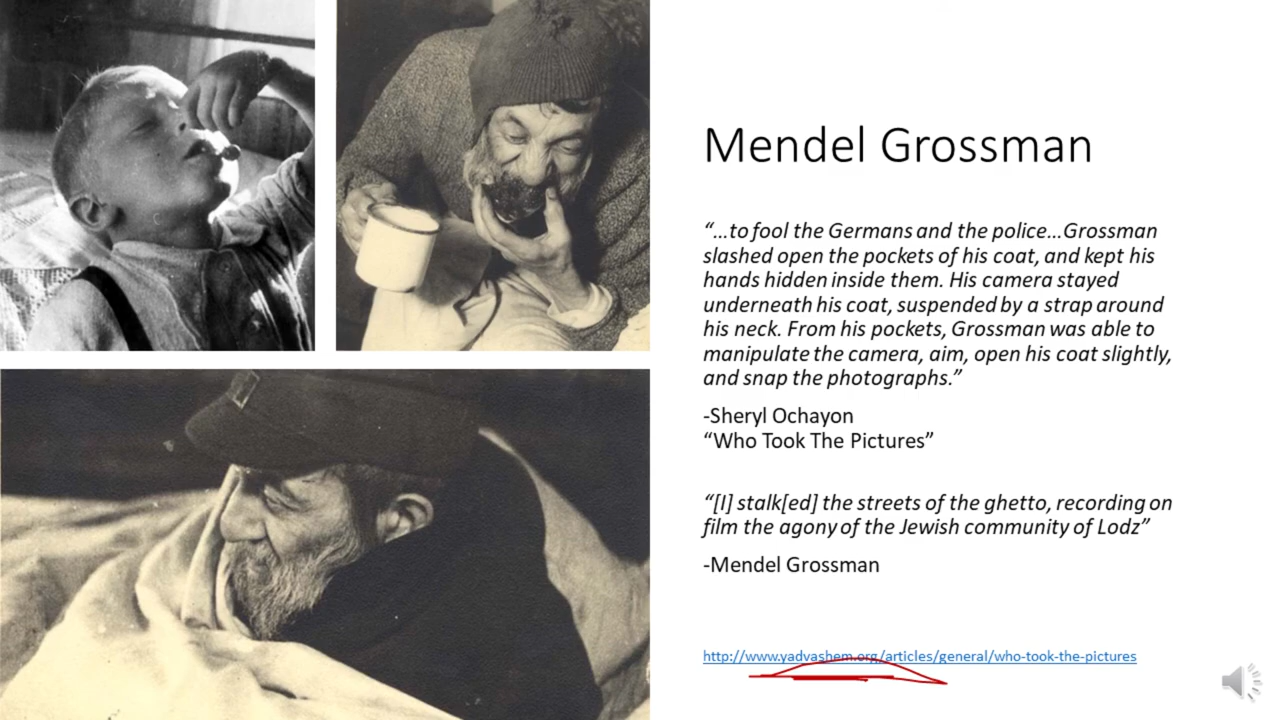 Mendel Grossman
“...to fool the Germans and the police...Grossman
slashed open the pockets of his coat, and kept his
hands hidden inside them. His camera stayed
underneath his coat, suspended by a strap around
his neck. From his pockets, Grossman was able to
manipulate the camera, aim, open his coat slightly,
and snap the photographs.”
-Sheryl Ochayon
“Who Took The Pictures”
“[I] stalk[ed] the streets of the ghetto, recording on
film the agony of the Jewish community of Lodz”
-Mendel Grossman
http://www.yadvashem.org/articles/general/who-took-the-pictures